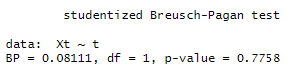 studentized Breusch-Pagan test
data:  Xt ~ t
BP = 0.08111, df = 1, p-value = 0.7758